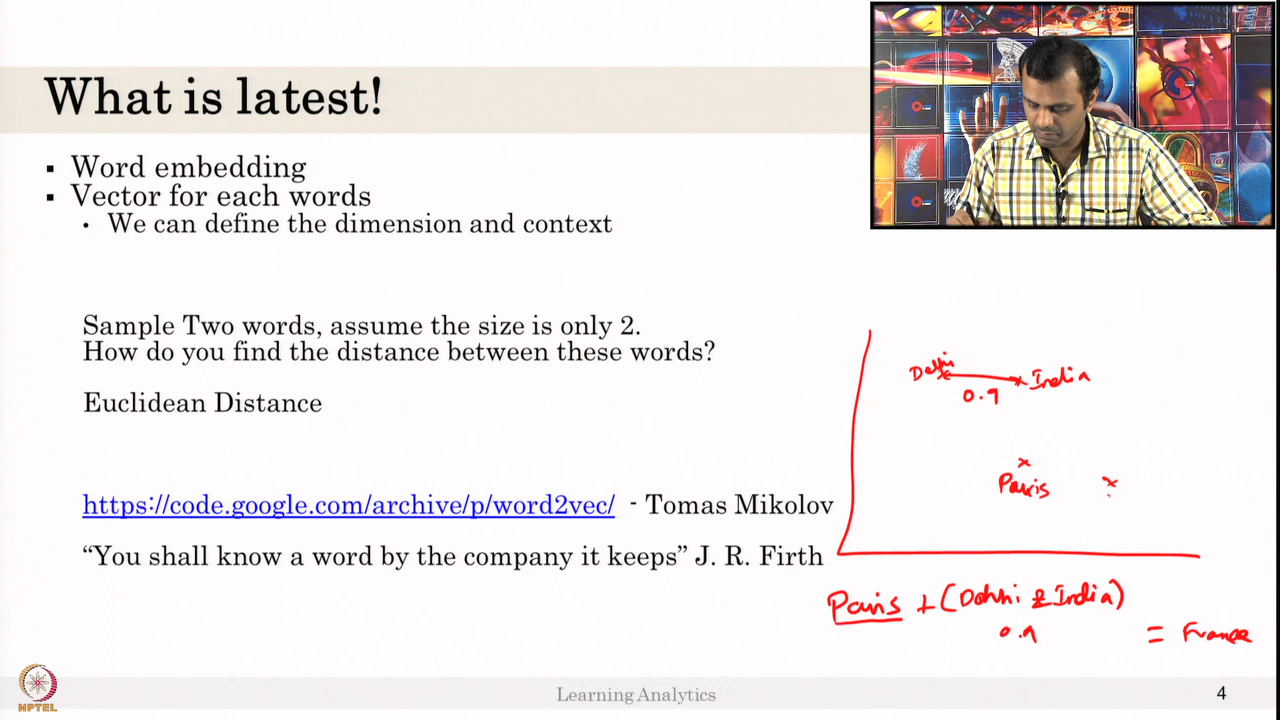 What is latest!
▪ Word embedding
▪ Vector for each words
• We can define the dimension and context
Sample Two words, assume the size is only 2.
How do you find the distance between these words?
Euclidean Distance
https://code.google.com/archive/p/word2vec/ - Tomas Mikolov
“You shall know a word by the company it keeps” J. R. Firth
Delhi
India
0.9
Paris
Paris + (Delhi & India)
0.9
= France
NPTEL
Learning Analytics
4